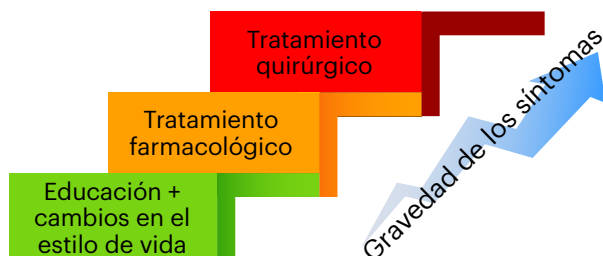 Tratamiento
quirúrgico
Tratamiento
farmacológico
Educación +
cambios en el
estilo de vida
Gravedad de los síntomas